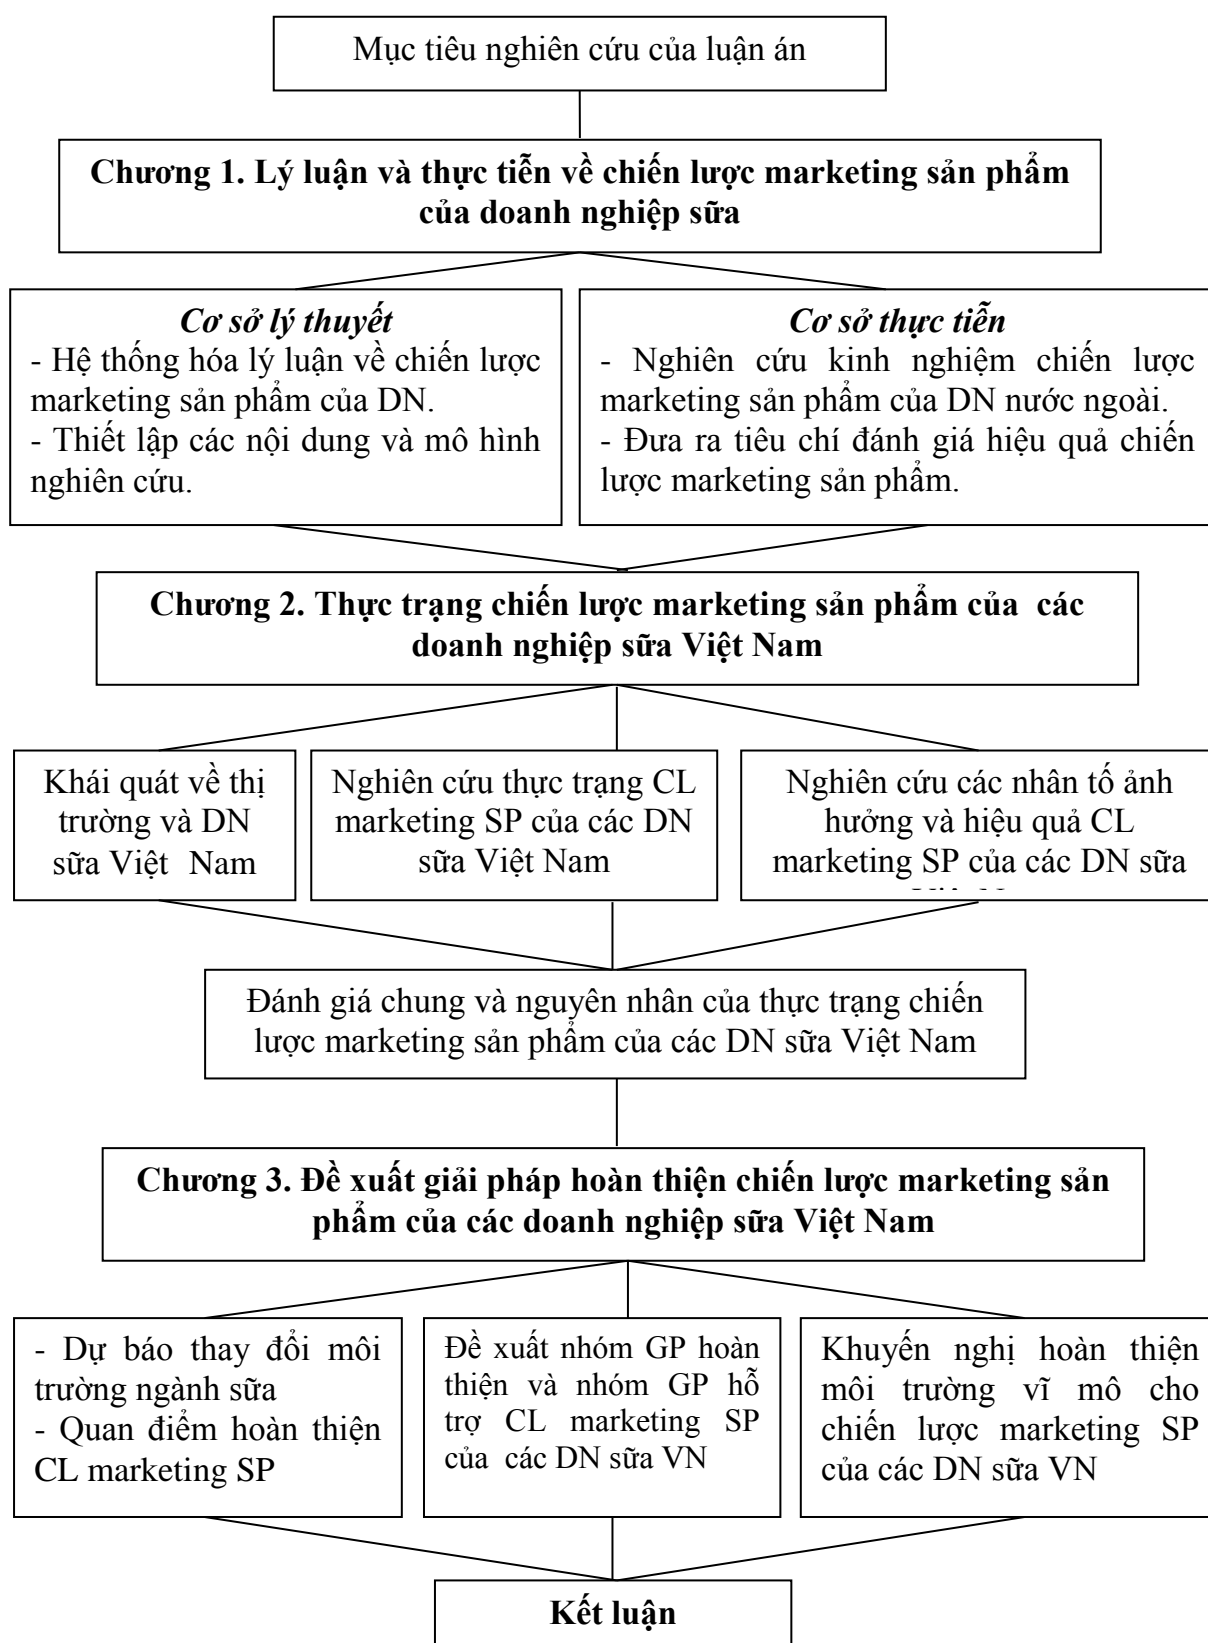 Mục tiêu nghiên cứu của luận án
Chương 1. Lý luận và thực tiễn về chiến lược marketing sản phẩm
của doanh nghiệp sữa
Cơ sở lý thuyết
- Hệ thống hóa lý luận về chiến lược
marketing sản phẩm của DN.
- Thiết lập các nội dung và mô hình
nghiên cứu.
Cơ sở thực tiễn
- Nghiên cứu kinh nghiệm chiến lược
marketing sản phẩm của DN nước ngoài.
- Đưa ra tiêu chí đánh giá hiệu quả chiến
lược marketing sản phẩm.
Chương 2. Thực trạng chiến lược marketing sản phẩm của các
doanh nghiệp sữa Việt Nam
Khái quát về thị
trường và DN
sữa Việt Nam
Nghiên cứu thực trạng CL
marketing SP của các DN
sữa Việt Nam
Nghiên cứu các nhân tố ảnh
hưởng và hiệu quả CL
marketing SP của các DN sữa
Đánh giá chung và nguyên nhân của thực trạng chiến
lược marketing sản phẩm của các DN sữa Việt Nam
Chương 3. Đề xuất giải pháp hoàn thiện chiến lược marketing sản
phẩm của các doanh nghiệp sữa Việt Nam
- Dự báo thay đổi môi
trường ngành sữa
- Quan điểm hoàn thiện
CL marketing SP
Đề xuất nhóm GP hoàn
thiện và nhóm GP hỗ
trợ CL marketing SP
của các DN sữa VN
Khuyến nghị hoàn thiện
môi trường vĩ mô cho
chiến lược marketing SP
của các DN sữa VN
Kết luận